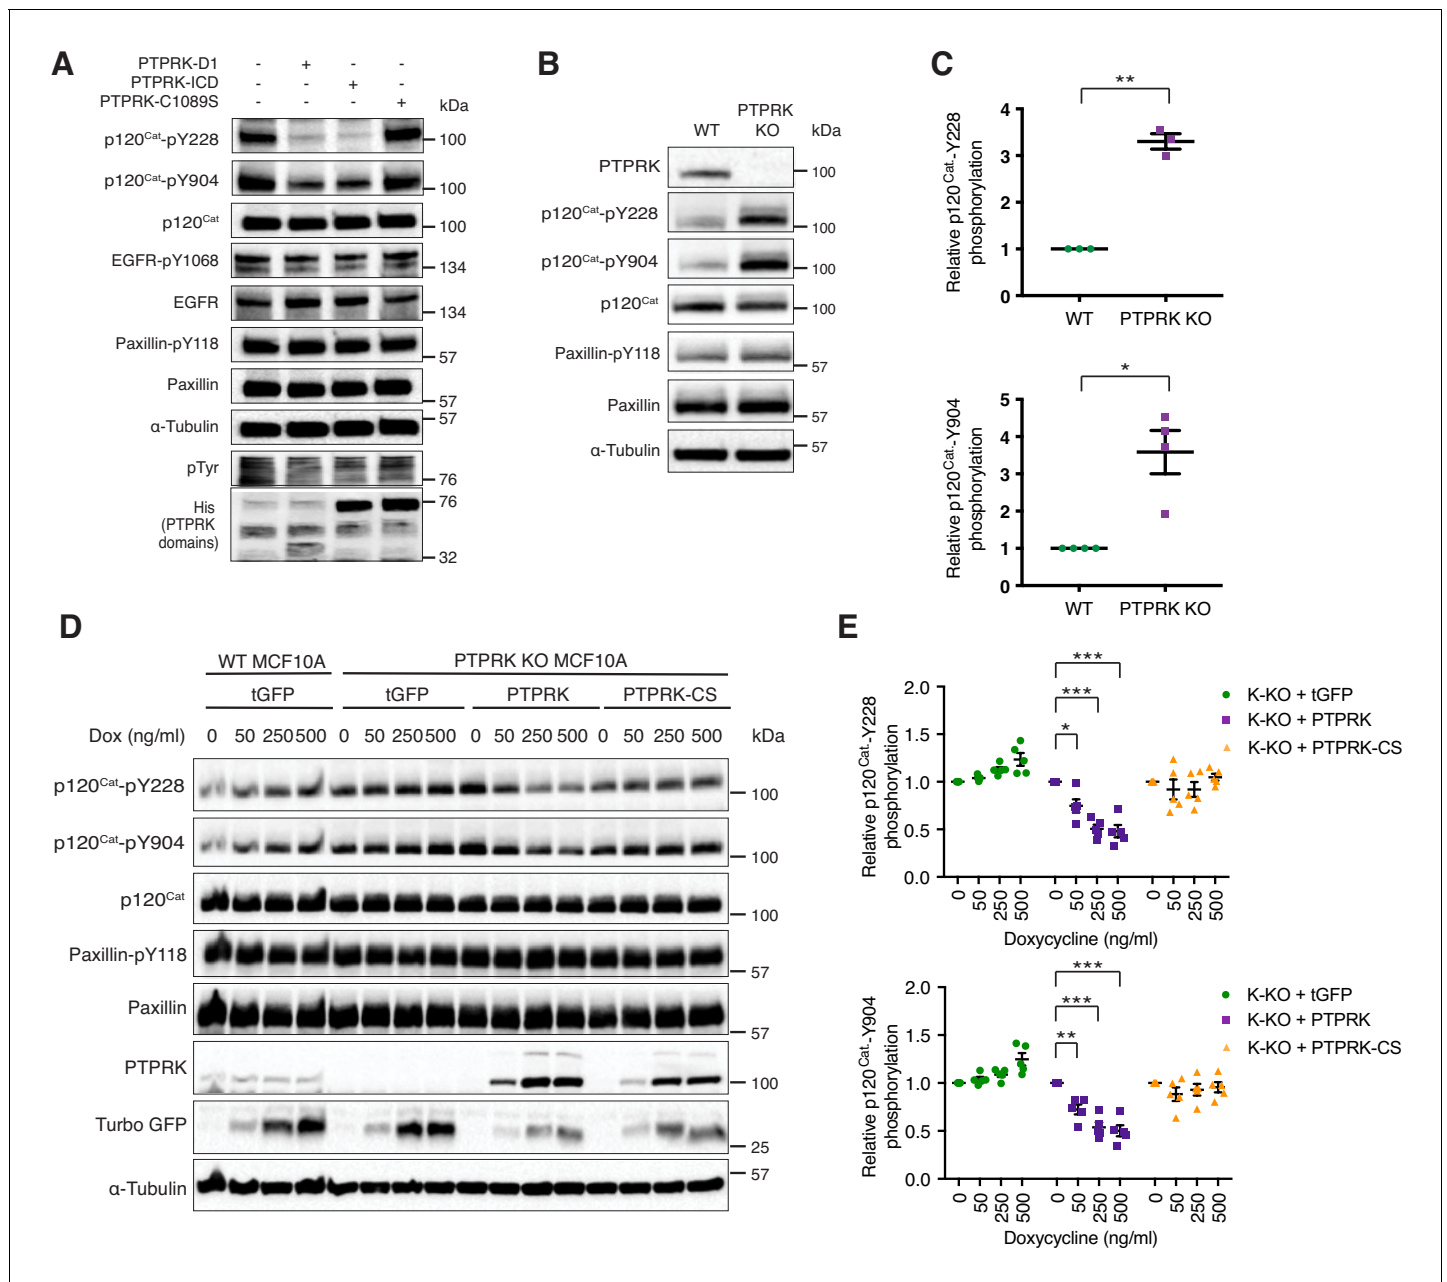 A
PTPRK-D1 - + - -
PTPRK-ICD - - + -
PTPRK-C1089S - - - +
kDa
p120Cat-pY228 100
p120Cat-pY904 100
p120Cat 100
EGFR-pY1068 134
EGFR 134
Paxillin-pY118 57
Paxillin 57
α-Tubulin 57
pTyr 76
His
(PTPRK
domains)
76
32
B
WT PTPRK
KO kDa
PTPRK 100
p120Cat-pY228 100
p120Cat-pY904 100
p120Cat 100
Paxillin-pY118 57
Paxillin 57
α-Tubulin 57
C
**
Relative p120Cat.-Y228
phosphorylation
4
3
2
1
0
WT PTPRK KO
*
Relative p120Cat.-Y904
phosphorylation
5
4
3
2
1
0
WT PTPRK KO
D
WT MCF10A PTPRK KO MCF10A
tGFP tGFP PTPRK PTPRK-CS
Dox (ng/ml) 0 50 250 500 0 50 250 500 0 50 250 500 0 50 250 500 kDa
p120Cat-pY228 100
p120Cat-pY904 100
p120Cat 100
Paxillin-pY118 57
Paxillin 57
PTPRK 100
Turbo GFP 25
α-Tubulin 57
E
***
***
*
Relative p120Cat.-Y228
phosphorylation
2.0
1.5
1.0
0.5
0.0
0 50 250 500 0 50 250 500 0 50 250 500
Doxycycline (ng/ml)
K-KO + tGFP
K-KO + PTPRK
K-KO + PTPRK-CS
***
***
**
Relative p120Cat.-Y904
phosphorylation
2.0
1.5
1.0
0.5
0.0
0 50 250 500 0 50 250 500 0 50 250 500
Doxycycline (ng/ml)
K-KO + tGFP
K-KO + PTPRK
K-KO + PTPRK-CS